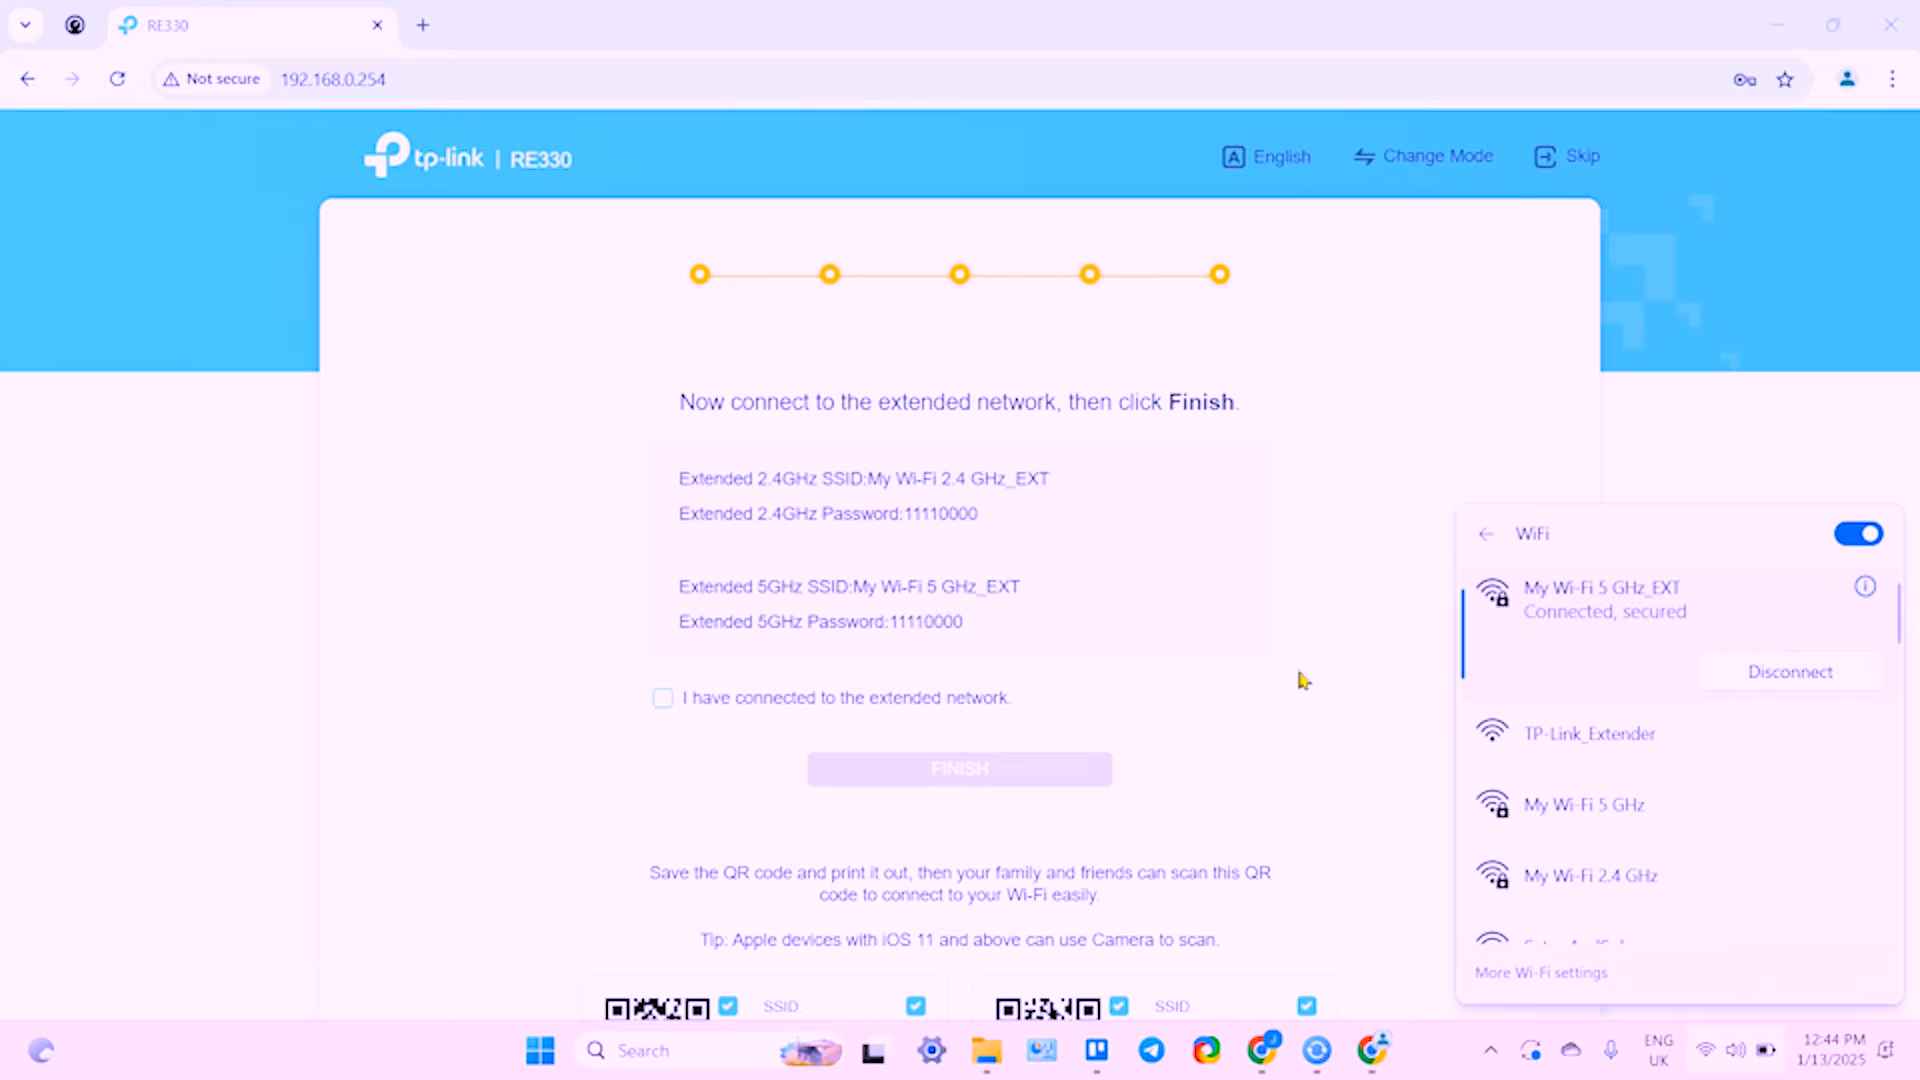 RE330
Not secure
192.168.0.254
tp-link | RE330
English
Change Mode
Skip
Now connect to the extended network, then click Finish.
Extended 2.4GHz SSID:My Wi-Fi 2.4 GHz_EXT
Extended 2.4GHz Password:11110000
Extended 5GHz SSID:My Wi-Fi 5 GHz_EXT
Extended 5GHz Password:11110000
I have connected to the extended network.
FINISH
Save the QR code and print it out, then your family and friends can scan this QR
code to connect to your Wi-Fi easily.
Tip: Apple devices with iOS 11 and above can use Camera to scan.
SSID:
SSID
WiFi
My Wi-Fi 5 GHz_EXT
Connected, secured
Disconnect
TP-Link_Extender
My Wi-Fi 5 GHz
My Wi-Fi 2.4 GHz
More Wi-Fi settings
Search
ENG
UK
12:44 PM
1/13/2025